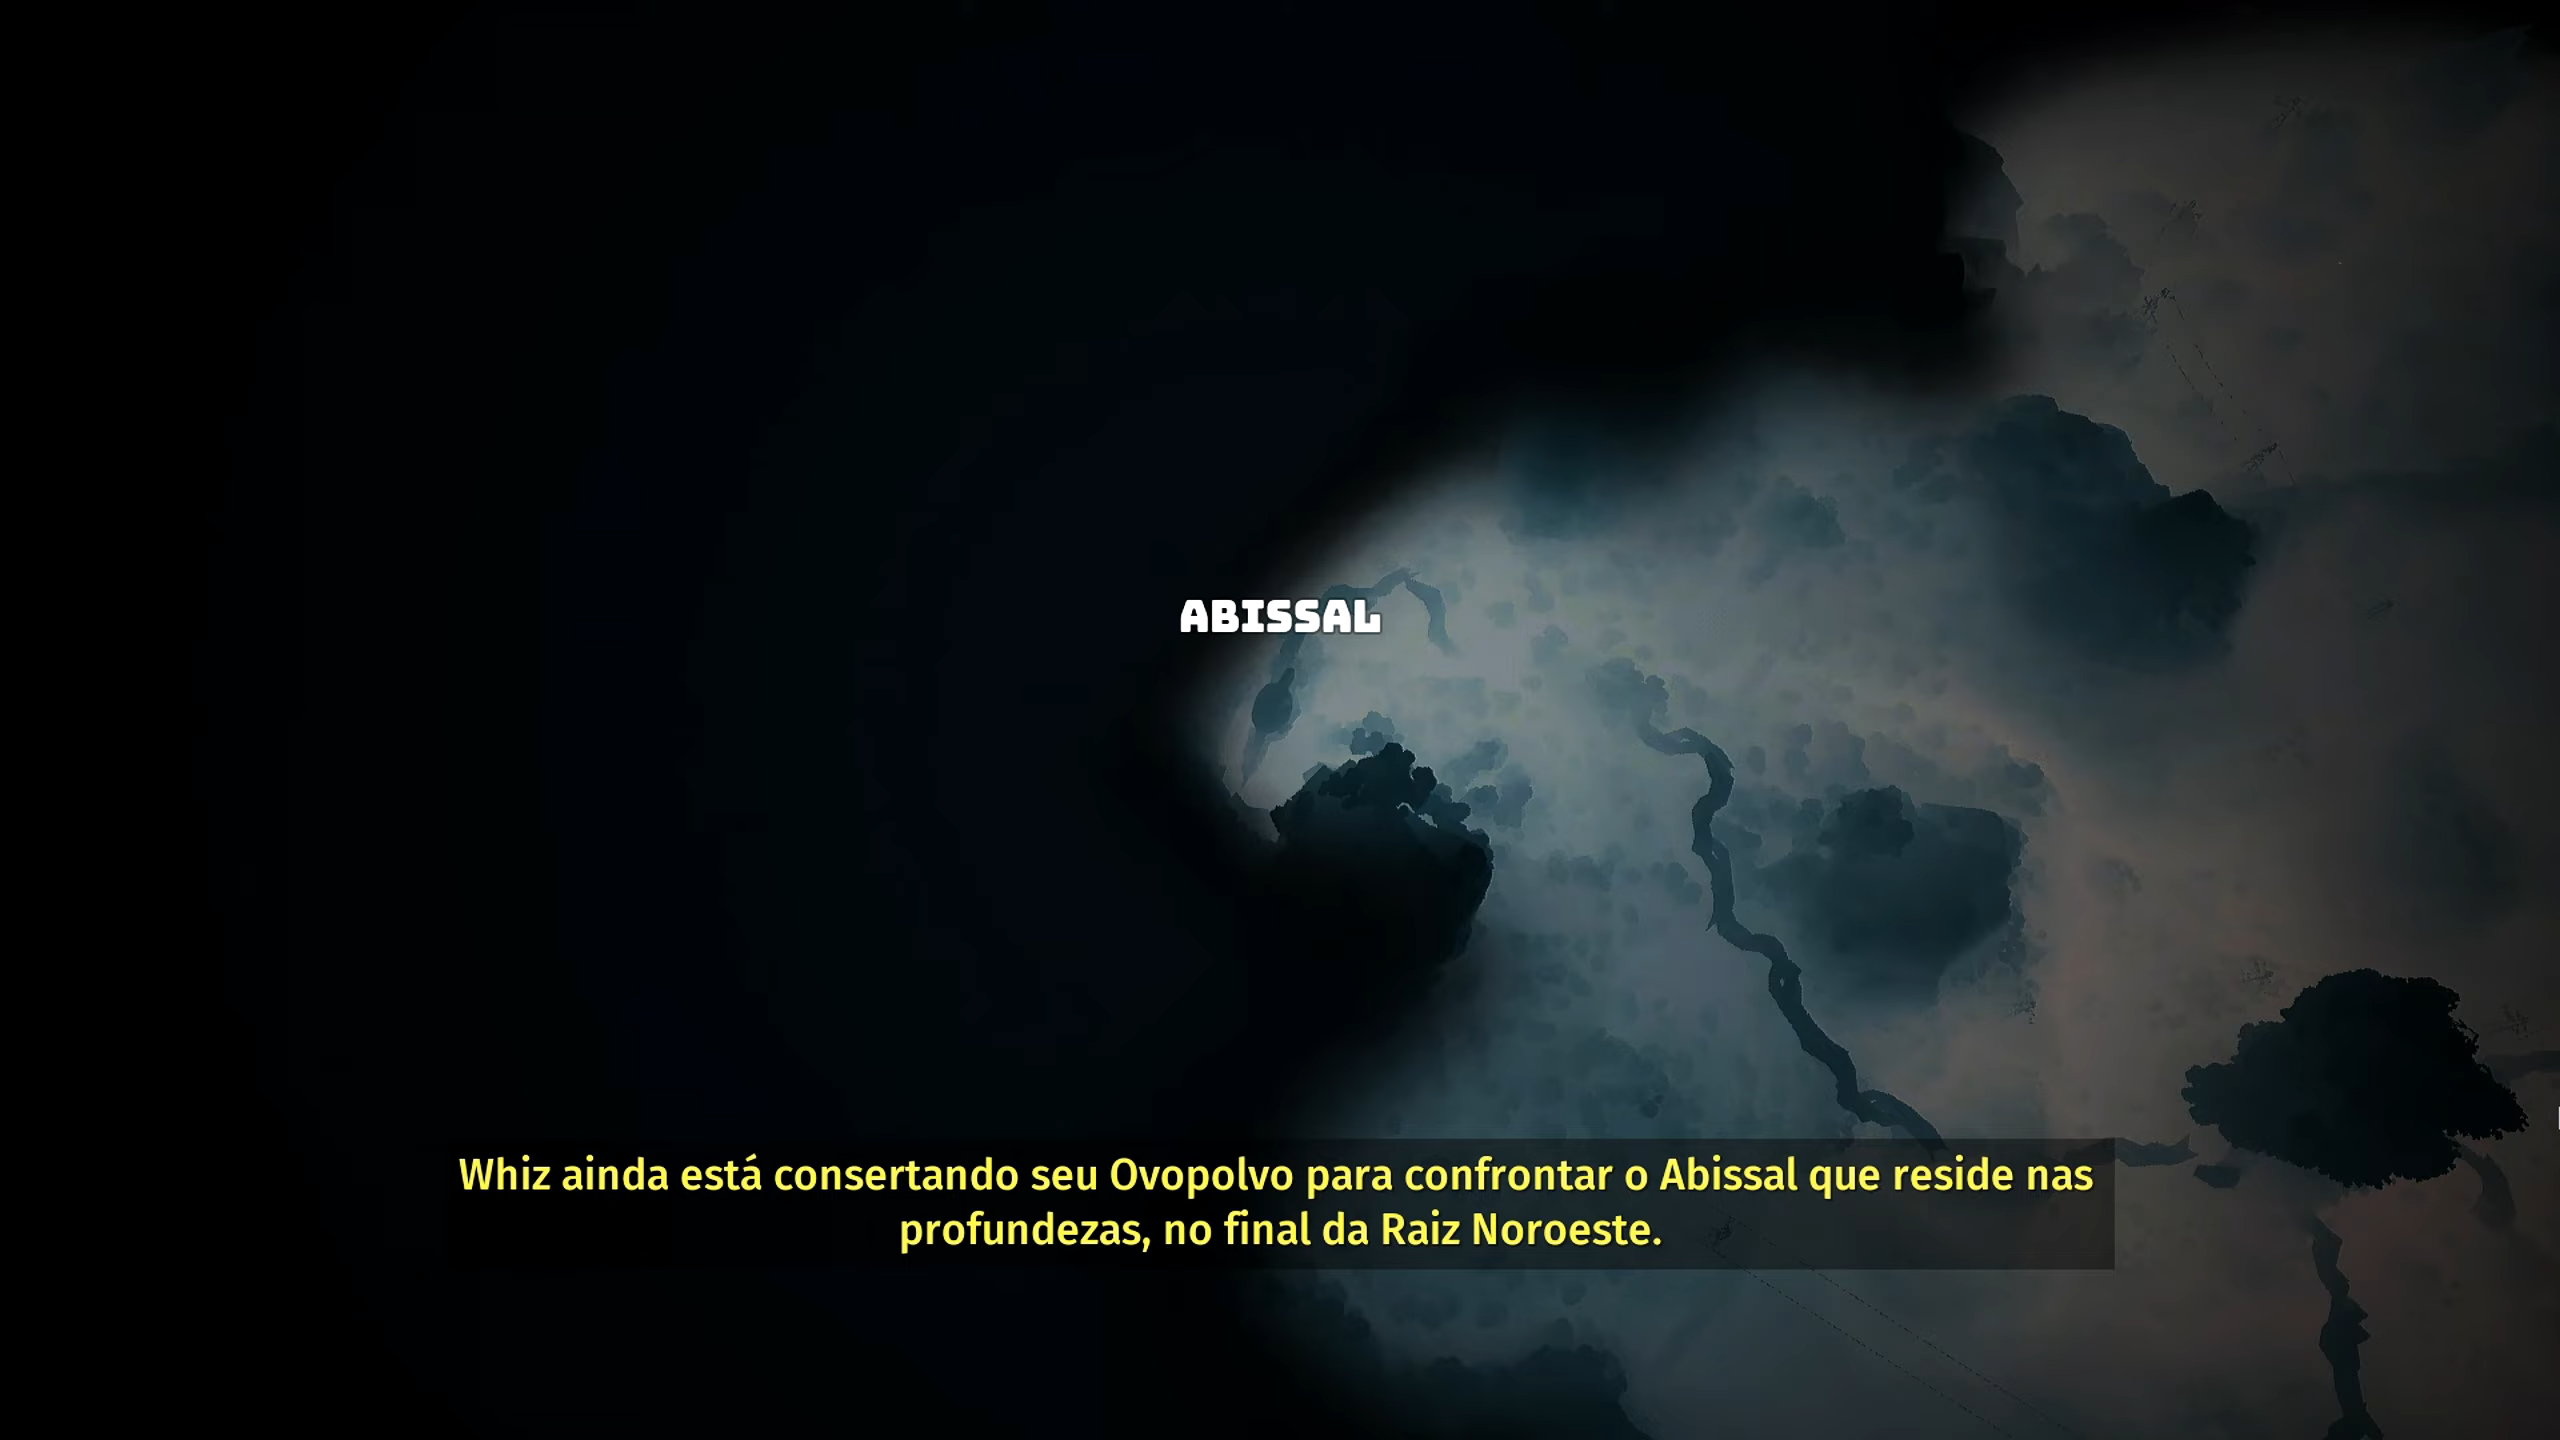 ABISSAL
Whiz ainda está consertando seu Ovopolvo para confrontar o Abissal que reside nas
profundezas, no final da Raiz Noroeste.